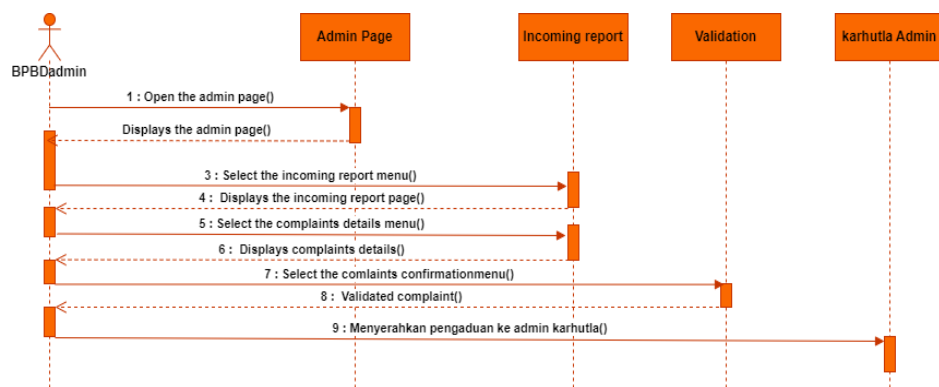 Admin Page
Incoming report
Validation
karhutla Admin
BPBDadmin
1 : Open the admin page()
Displays the admin page()
3 : Select the incoming report menu()
4 : Displays the incoming report page()
5 : Select the complaints details menu()
6 : Displays complaints details()
7 : Select the comlaints confirmationmenu()
8 : Validated complaint()
9 : Menyerahkan pengaduan ke admin karhutla()